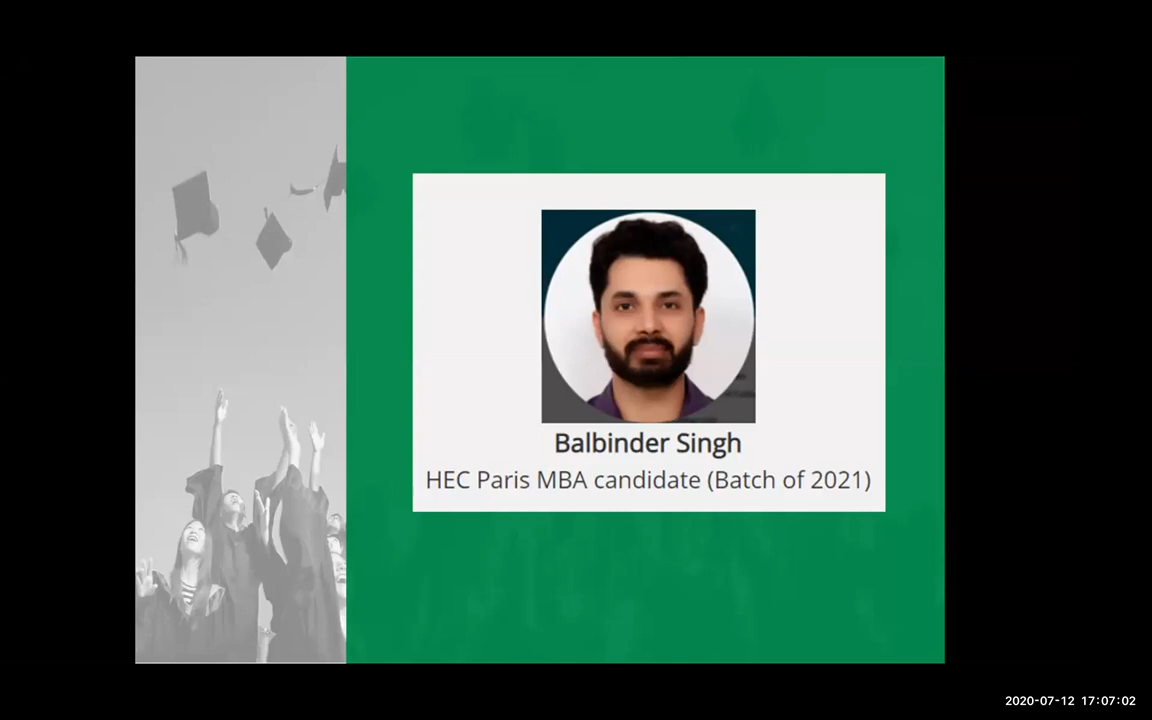 Balbinder Singh
HEC Paris MBA candidate (Batch of 2021)
2020-07-12 17:07:02